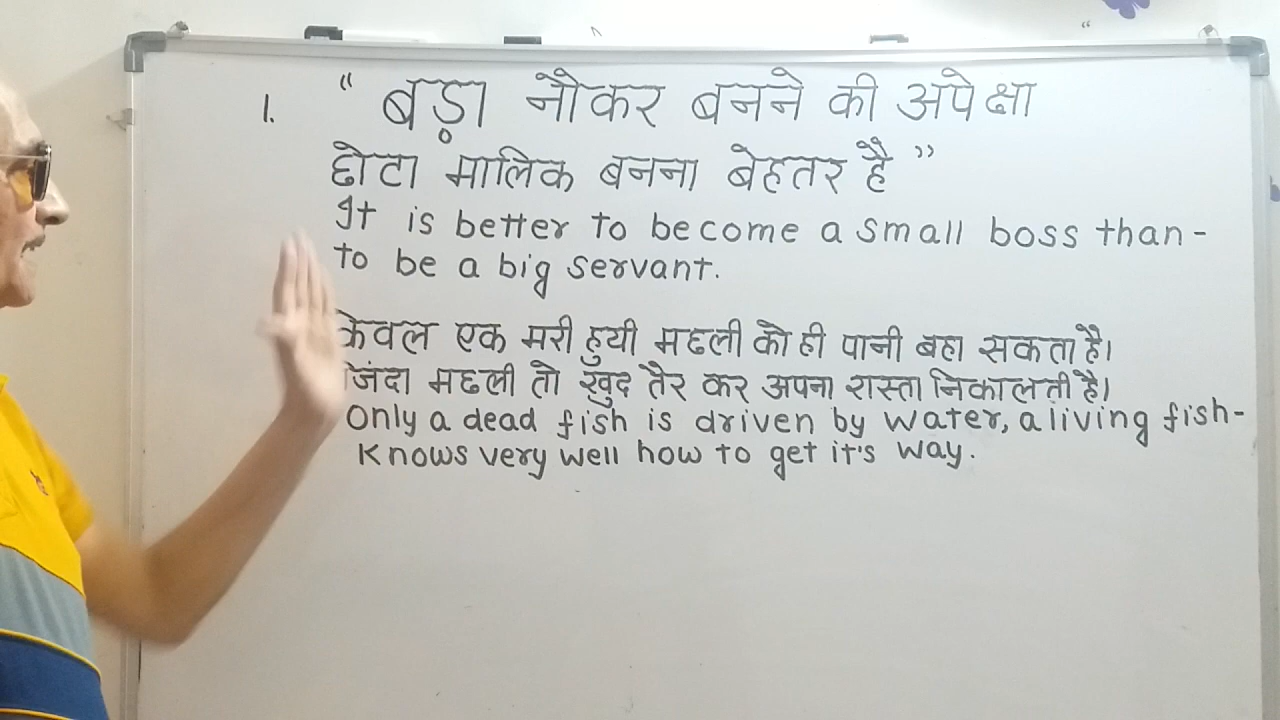 1. “ बड़ा नौकर बनने की अपेक्षा
छोटा मालिक बनना बेहतर है ”
It is better to become a small boss than -
to be a big servant.
केवल एक मरी हुयी मछली को ही पानी बहा सकता है।
जिंदा मछली तो खुद तैर कर अपना रास्ता निकालती है।
Only a dead fish is driven by water, a living fish -
knows very well how to get it's way.